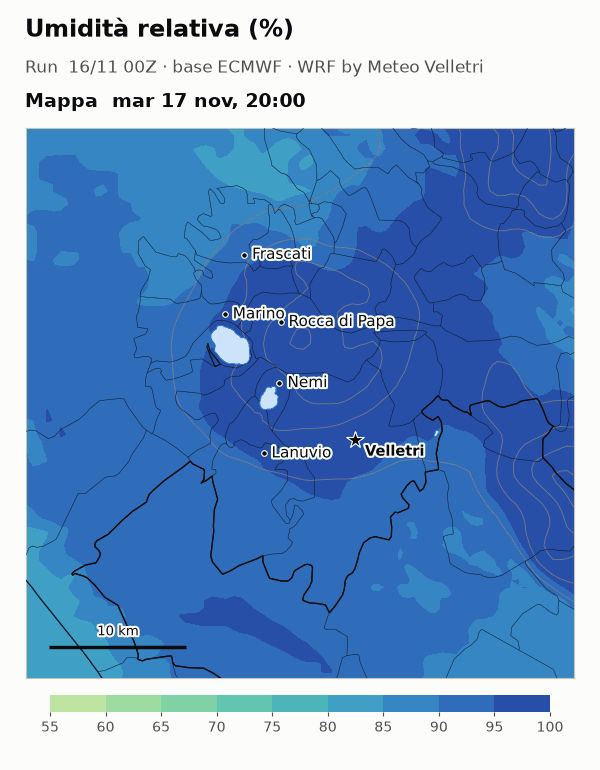 Umidità relativa (%)
Run  16/11 00Z · base ECMWF · WRF by Meteo Velletri
Mappa  mar 17 nov, 20:00
Frascati
Marino
Rocca di Papa
Nemi
Velletri
Lanuvio
10 km
55 60 65 70 75 80 85 90 95 100